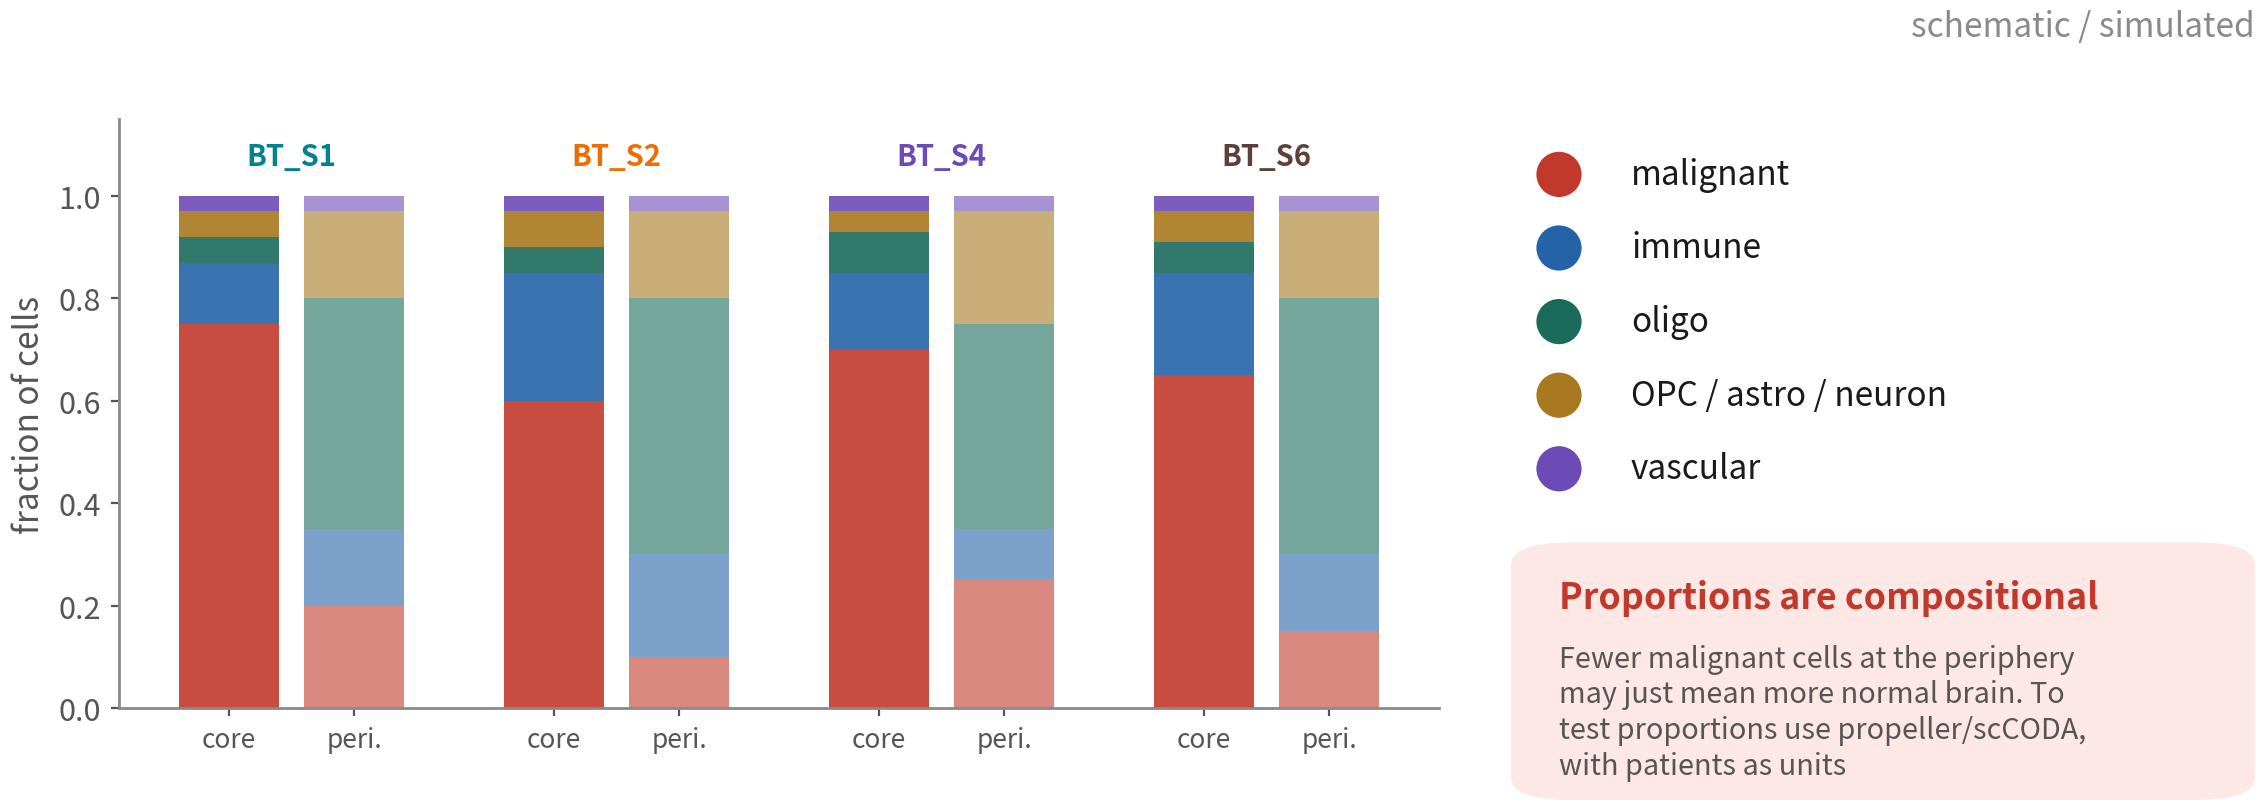 schematic / simulated
BT_S1
BT_S2
BT_S4
BT_S6
fraction of cells
1.0
0.8
0.6
0.4
0.2
0.0
core
peri.
core
peri.
core
peri.
core
peri.
malignant
immune
oligo
OPC / astro / neuron
vascular
Proportions are compositional
Fewer malignant cells at the periphery
may just mean more normal brain. To
test proportions use propeller/scCODA,
with patients as units